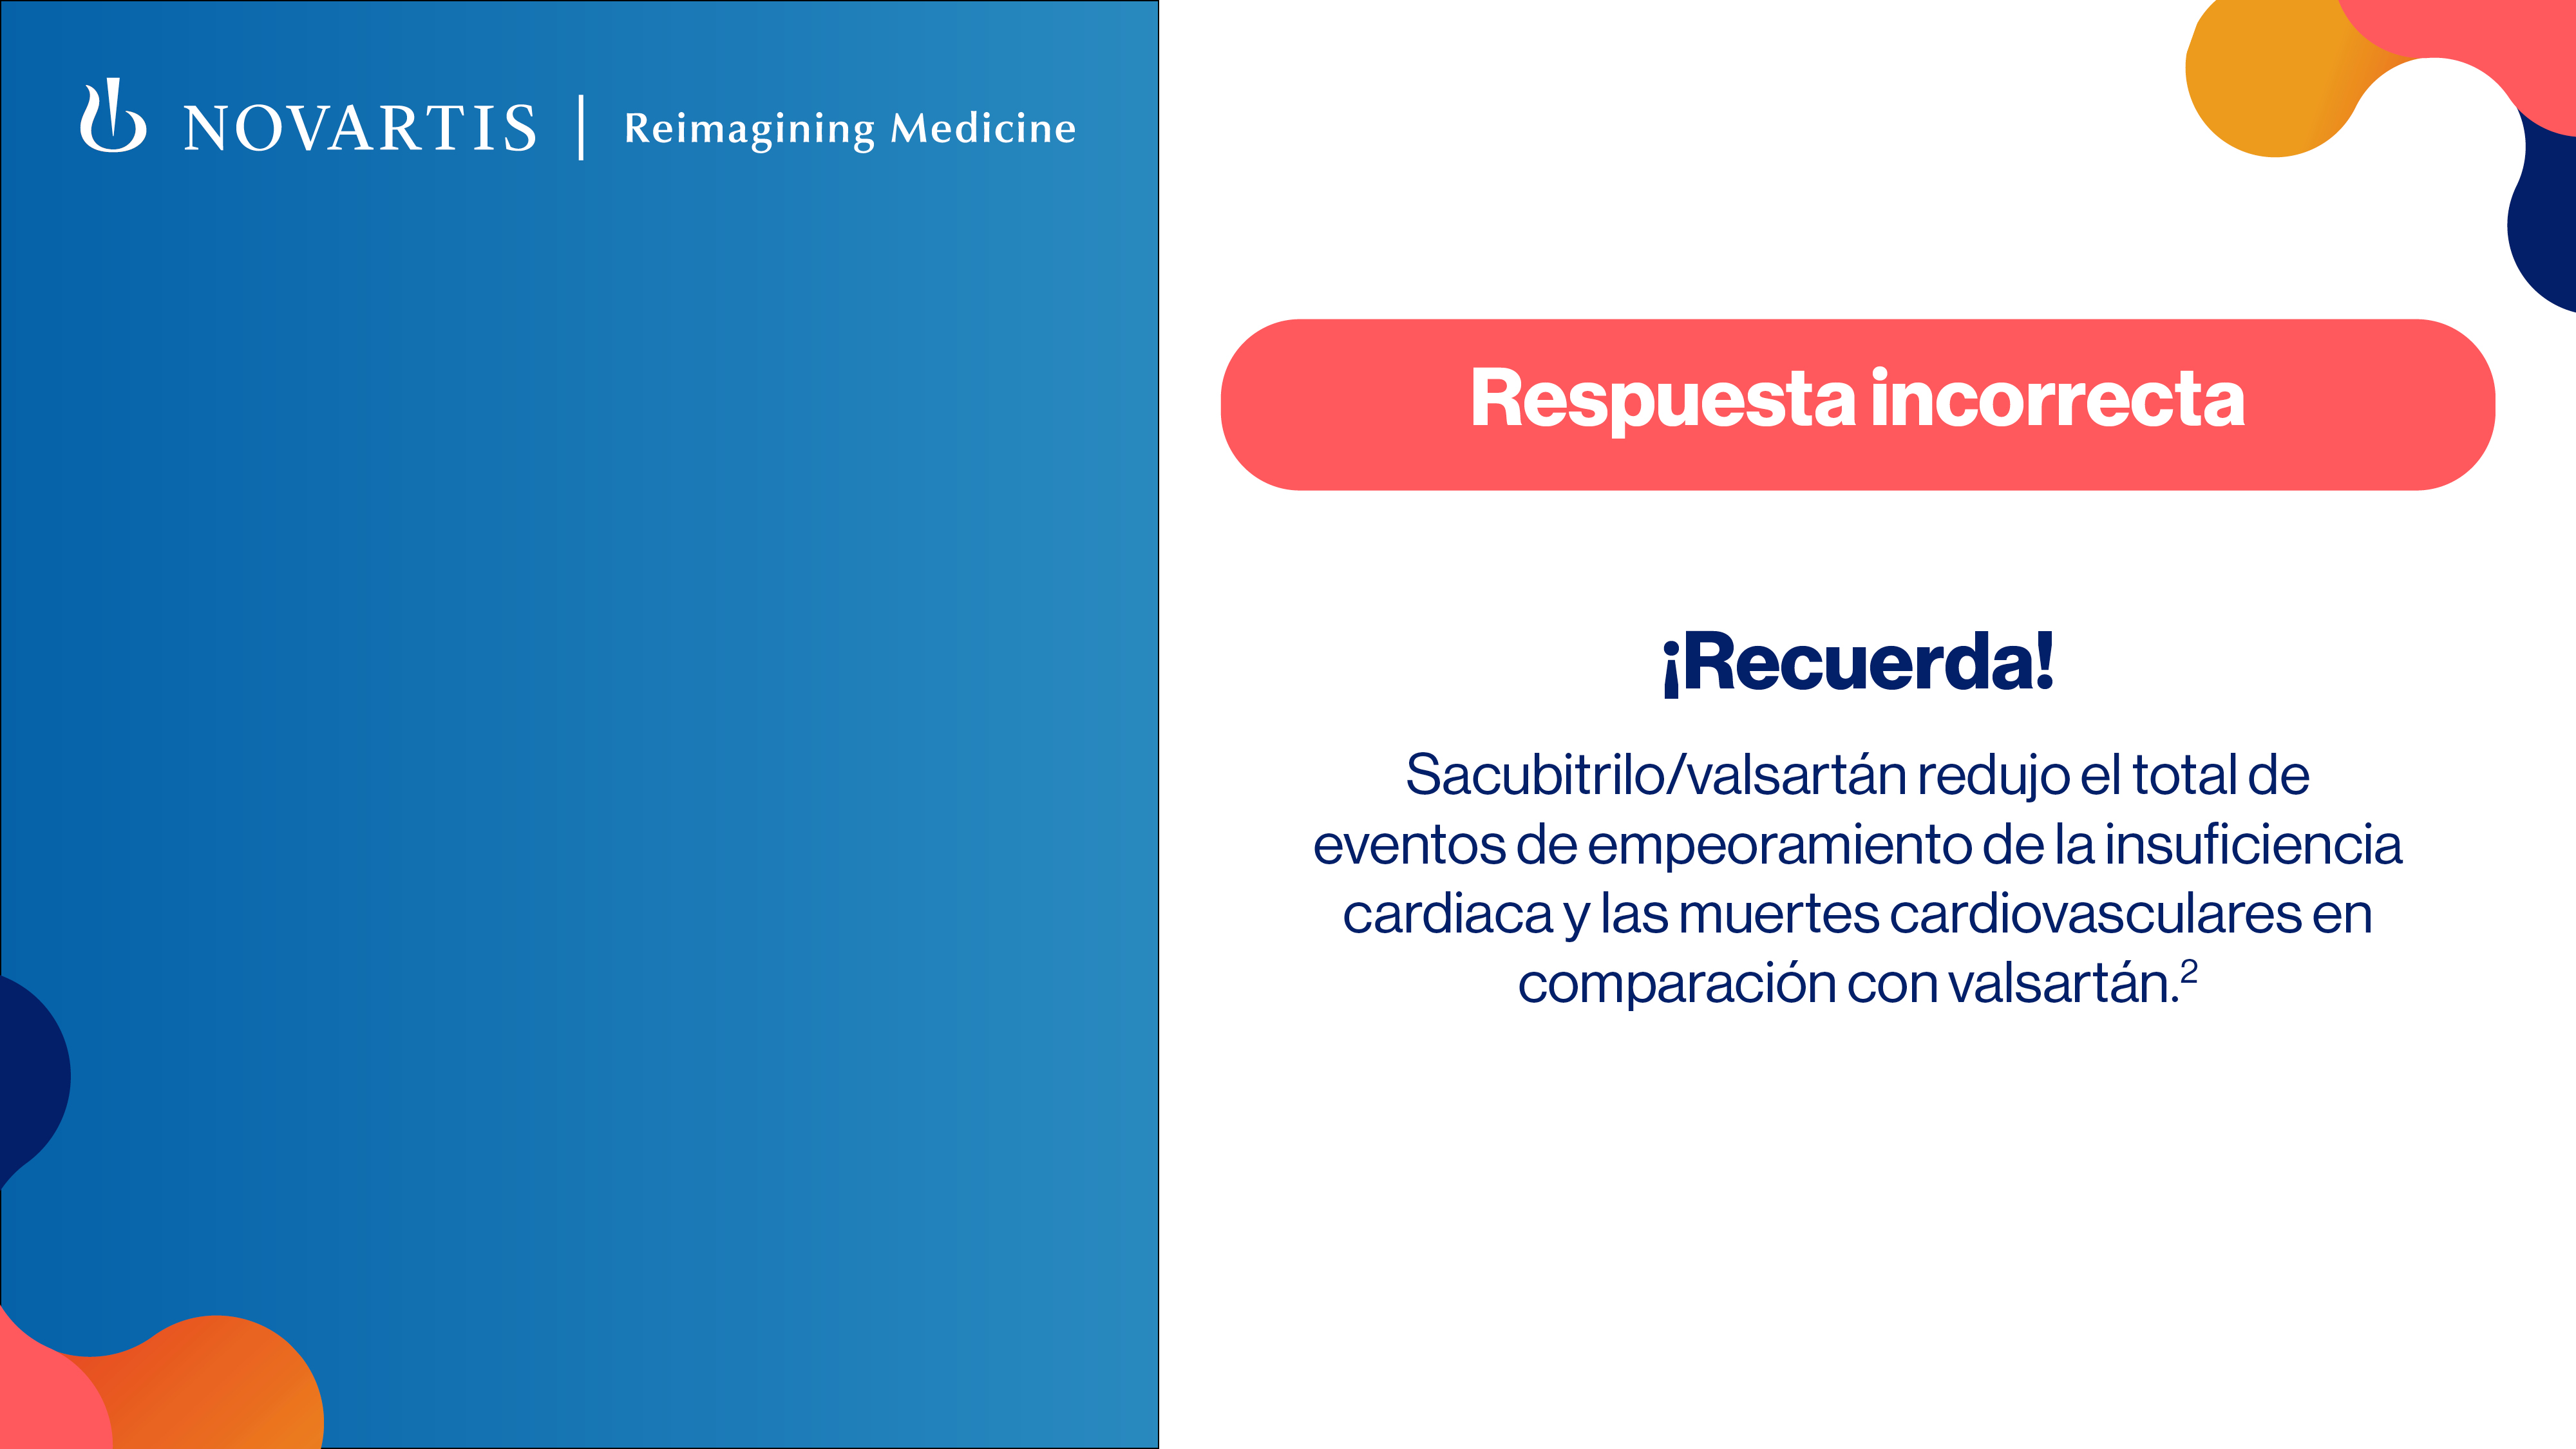 NOVARTIS | Reimagining Medicine
Respuesta incorrecta
¡Recuerda!
Sacubitrilo/valsartán redujo el total de
eventos de empeoramiento de la insuficiencia
cardiaca y las muertes cardiovasculares en
comparación con valsartán.²